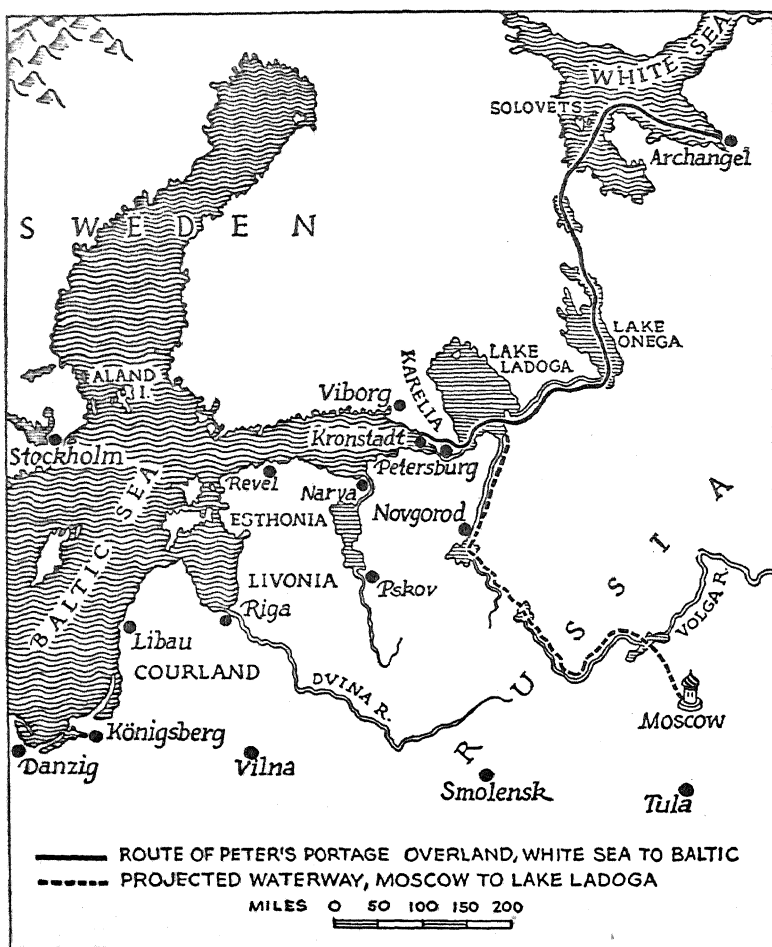 WHITE SEA
SOLOVETS
Archangel
SWEDEN
LAKE
ONEGA
LAKE
LADOGA
KARELIA
ALAND
I.
Viborg
Kronstadt
Stockholm
Petersburg
Revel
Narva
ESTHONIA
Novgorod
BALTIC SEA
RUSSIA
LIVONIA
Pskov
VOLGA R.
Riga
Libau
COURLAND
DVINA R.
Moscow
Königsberg
Danzig
Vilna
Smolensk
Tula
ROUTE OF PETER'S PORTAGE OVERLAND, WHITE SEA TO BALTIC
PROJECTED WATERWAY, MOSCOW TO LAKE LADOGA
MILES 0 50 100 150 200